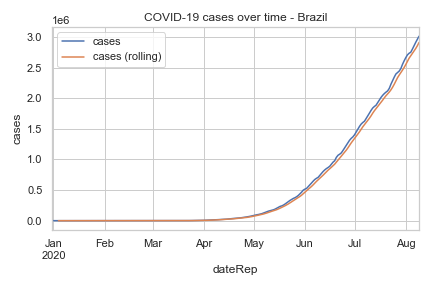 COVID-19 cases over time - Brazil
1e6
cases
cases (rolling)
3.0
2.5
2.0
1.5
1.0
0.5
0.0
cases
Jan
2020
Feb
Mar
Apr
May
Jun
Jul
Aug
dateRep